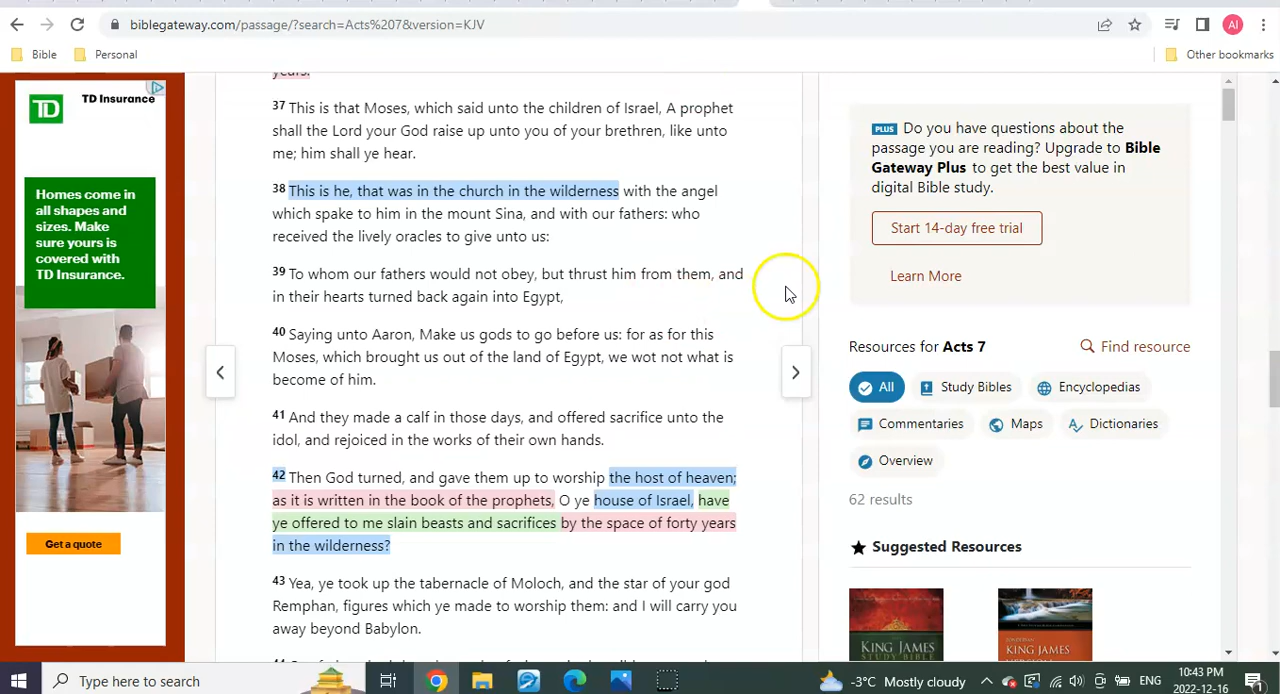 biblegateway.com/passage/?search=Acts%207&version=KJV
AI
Bible
Personal
Other bookmarks
TD
TD Insurance
Homes come in
all shapes and
sizes. Make
sure yours is
covered with
TD Insurance.
Get a quote
years.
37 This is that Moses, which said unto the children of Israel, A prophet
shall the Lord your God raise up unto you of your brethren, like unto
me; him shall ye hear.
38 This is he, that was in the church in the wilderness with the angel
which spake to him in the mount Sina, and with our fathers: who
received the lively oracles to give unto us:
39 To whom our fathers would not obey, but thrust him from them, and
in their hearts turned back again into Egypt,
40 Saying unto Aaron, Make us gods to go before us: for as for this
Moses, which brought us out of the land of Egypt, we wot not what is
become of him.
41 And they made a calf in those days, and offered sacrifice unto the
idol, and rejoiced in the works of their own hands.
42 Then God turned, and gave them up to worship the host of heaven;
as it is written in the book of the prophets, O ye house of Israel, have
ye offered to me slain beasts and sacrifices by the space of forty years
in the wilderness?
43 Yea, ye took up the tabernacle of Moloch, and the star of your god
Remphan, figures which ye made to worship them: and I will carry you
away beyond Babylon.
PLUS Do you have questions about the
passage you are reading? Upgrade to Bible
Gateway Plus to get the best value in
digital Bible study.
Start 14-day free trial
Learn More
Resources for Acts 7
Find resource
All
Study Bibles
Encyclopedias
Commentaries
Maps
Dictionaries
Overview
62 results
Suggested Resources
KING JAMES
STUDY BIBLE
KING JAMES
Type here to search
-3°C Mostly cloudy
ENG
10:43 PM
2022-12-16
1